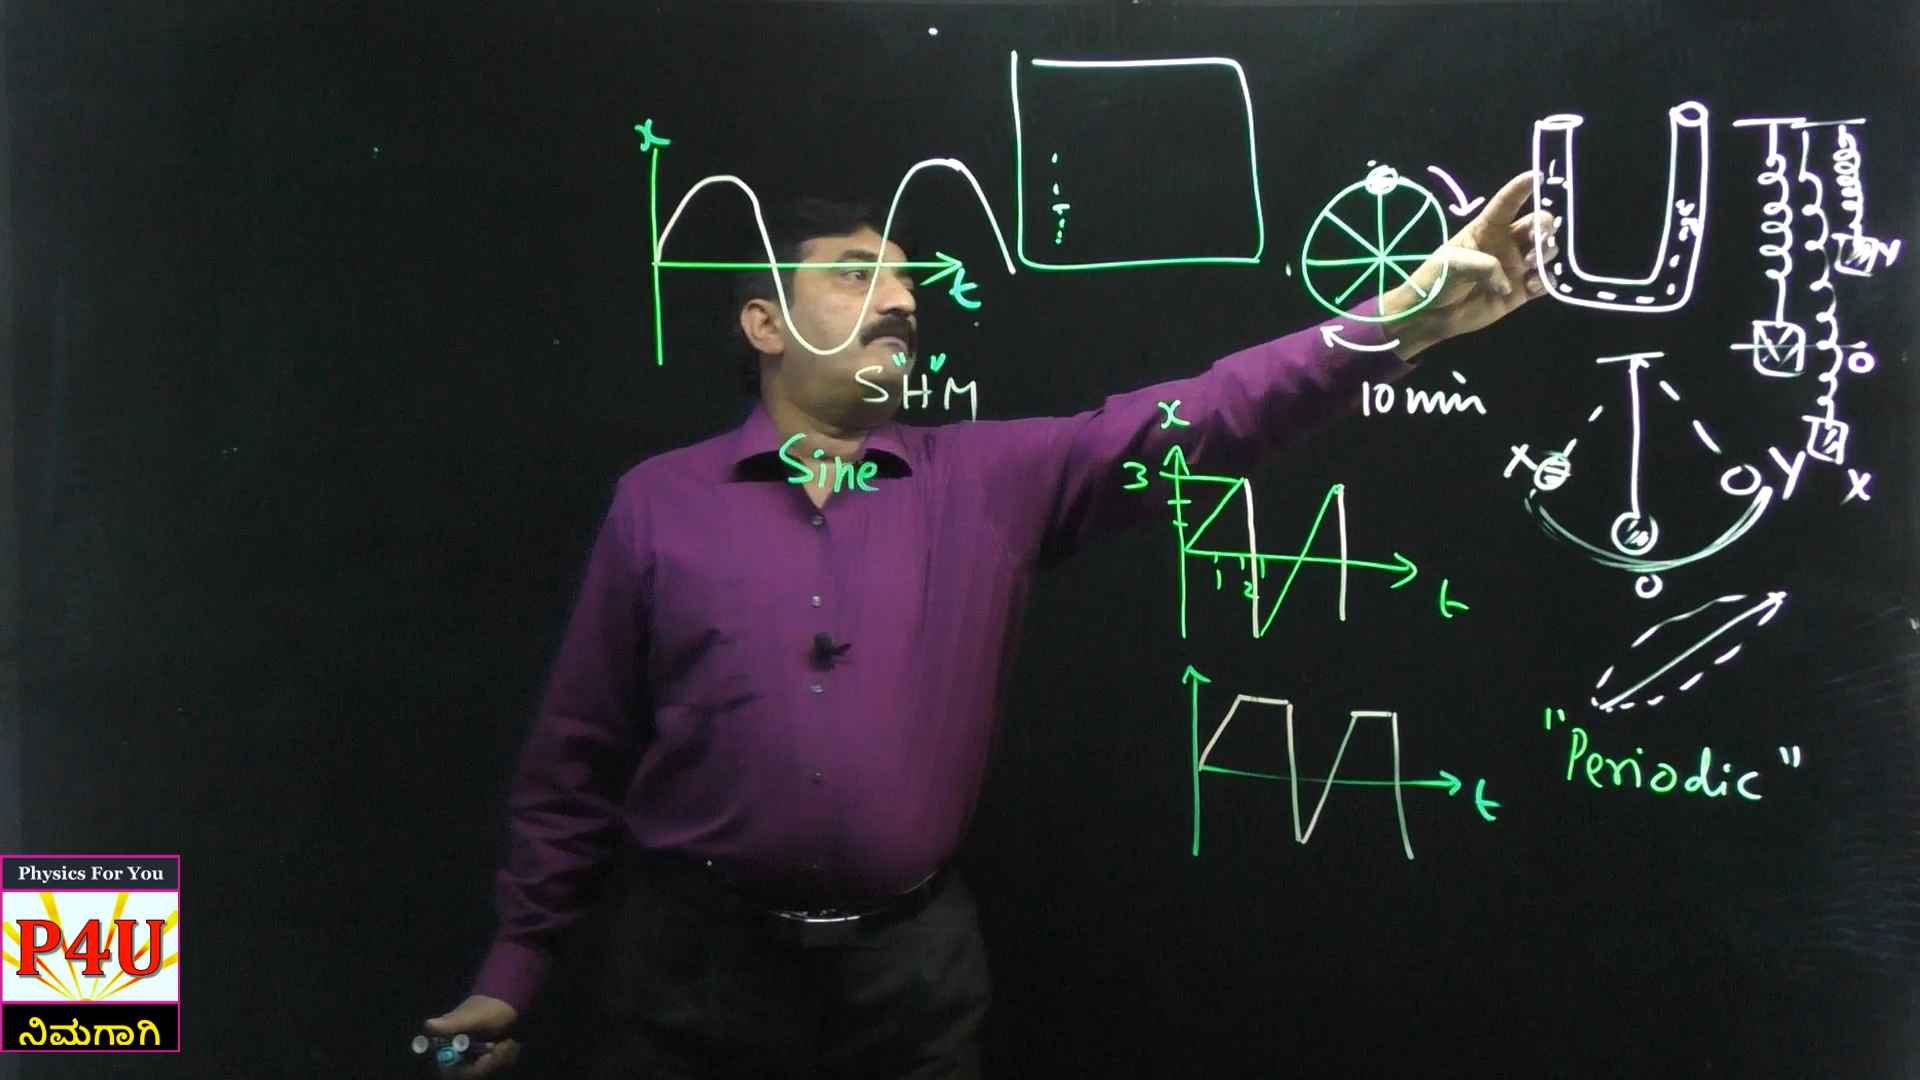 x
t
S"H"M
Sine
10 min
x
3
1
2
t
t
Y
O
X
X
Y
O
"Periodic"
Physics For You
P4U
ನಿಮಗಾಗಿ